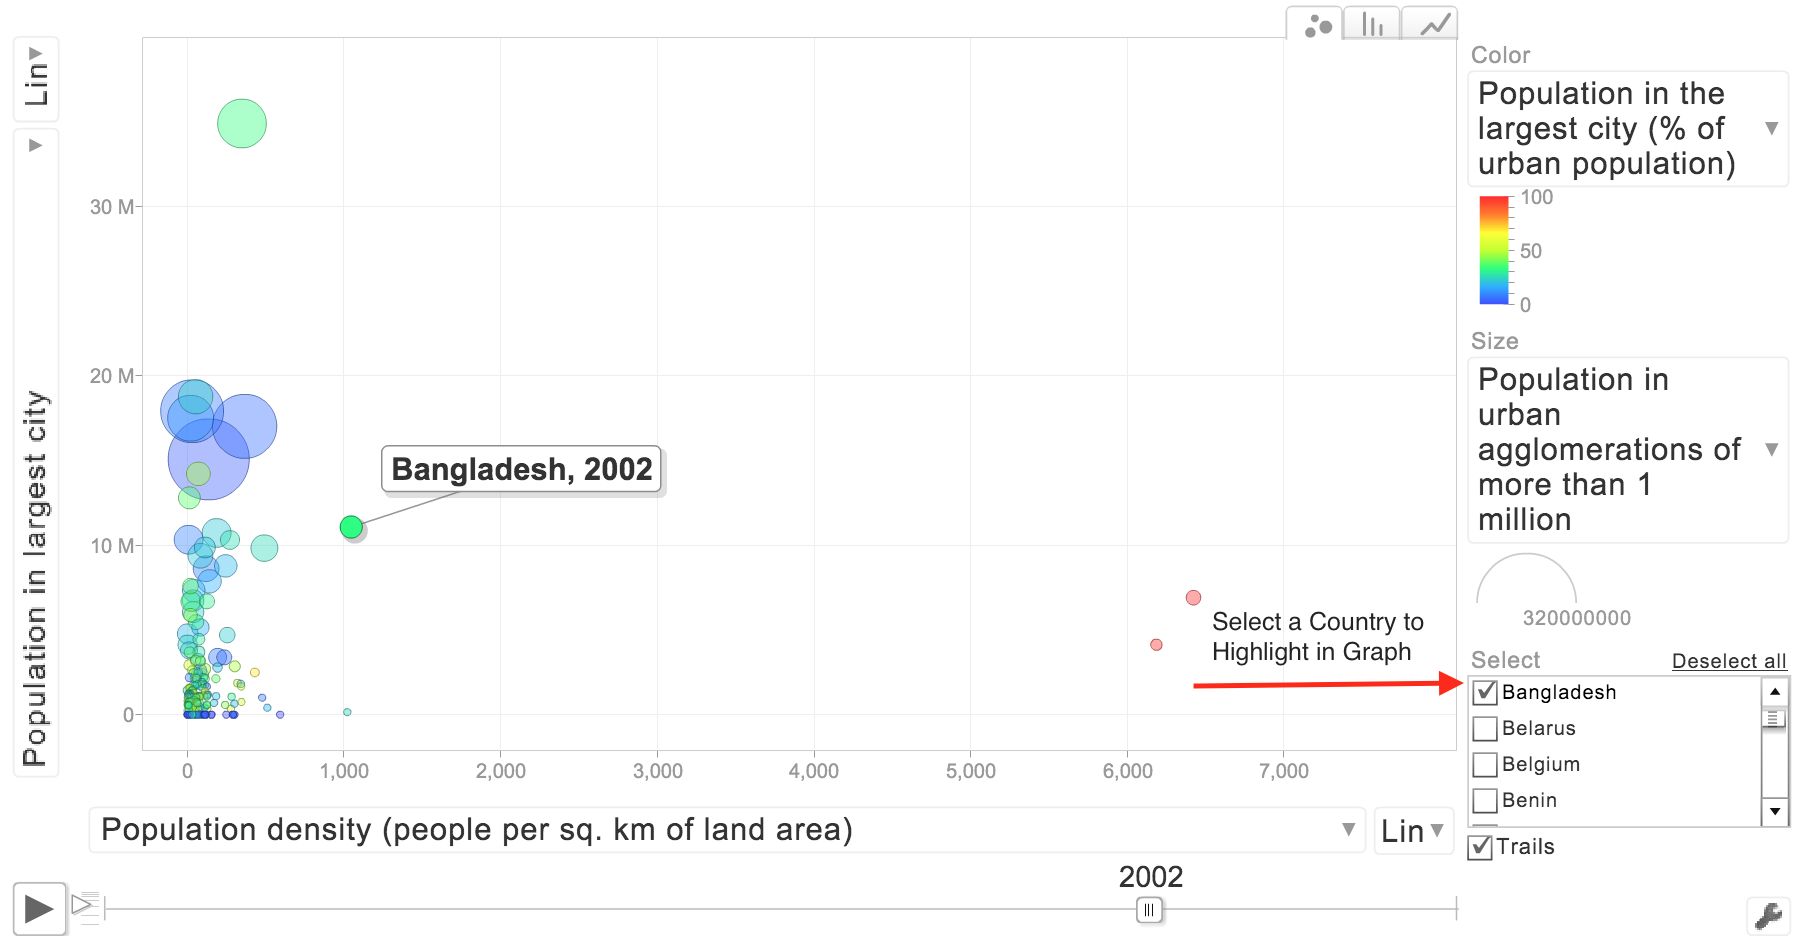 Lin
Population in largest city
30 M
20 M
10 M
0
0
1,000
2,000
3,000
4,000
5,000
6,000
7,000
Bangladesh, 2002
Select a Country to
Highlight in Graph
Population density (people per sq. km of land area)
Lin
2002
Color
Population in the
largest city (% of
urban population)
100
50
0
Size
Population in
urban
agglomerations of
more than 1
million
320000000
Select
Deselect all
Bangladesh
Belarus
Belgium
Benin
Trails